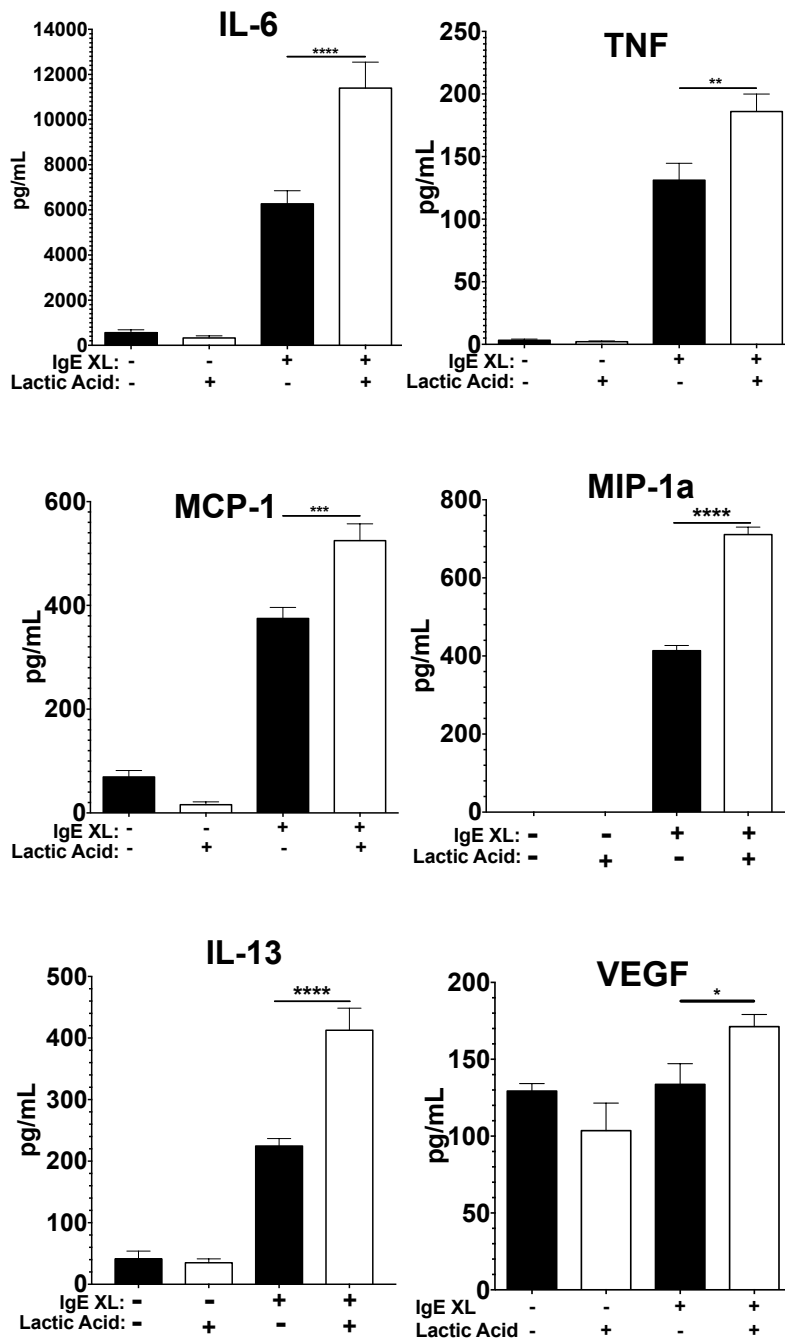 IL-6
****
14000
12000
10000
8000
6000
4000
2000
0
pg/mL
IgE XL: - - + +
Lactic Acid: - + - +
TNF
**
250
200
150
100
50
0
pg/mL
IgE XL: - - + +
Lactic Acid: - + - +
MCP-1
***
600
400
200
0
pg/mL
IgE XL: - - + +
Lactic Acid: - + - +
MIP-1a
****
800
600
400
200
0
pg/mL
IgE XL: - - + +
Lactic Acid: - + - +
IL-13
****
500
400
300
200
100
0
pg/mL
IgE XL: - - + +
Lactic Acid: - + - +
VEGF
*
200
150
100
50
0
pg/mL
IgE XL - - + +
Lactic Acid - + - +